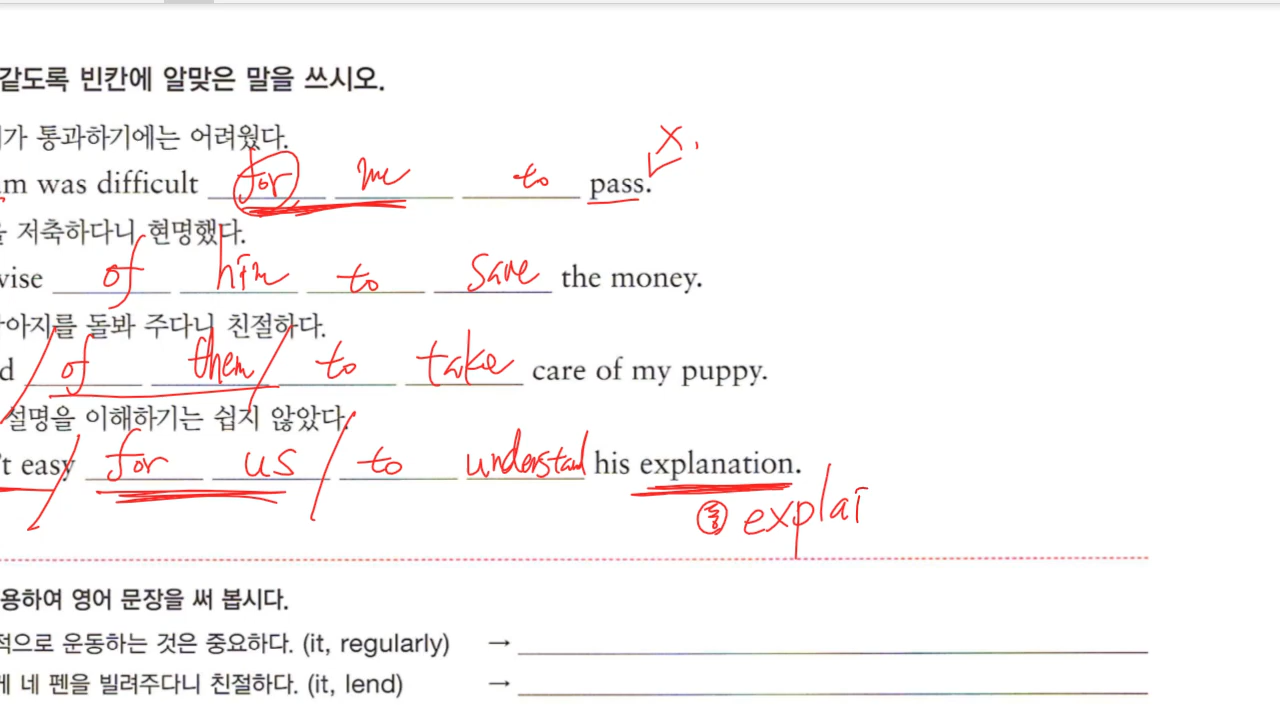 같도록 빈칸에 알맞은 말을 쓰시오.
가 통과하기에는 어려웠다.
X.
m was difficult for me to pass.
저축하다니 현명했다.
wise of him to save the money.
아지를 돌봐 주다니 친절하다.
d of them to take care of my puppy.
설명을 이해하기는 쉽지 않았다.
't easy for us to understand his explanation.
explai
용하여 영어 문장을 써 봅시다.
적으로 운동하는 것은 중요하다. (it, regularly) →
게 네 펜을 빌려주다니 친절하다. (it, lend) →